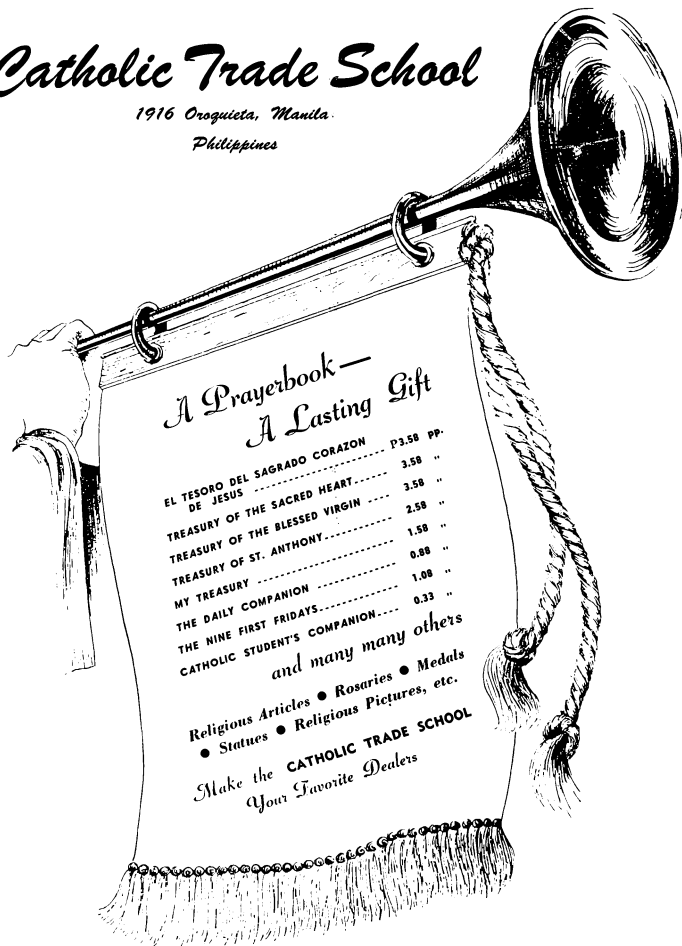 Catholic Trade School
1916 Oroquieta, Manila.
Philippines
A Prayerbook—
A Lasting Gift
EL TESORO DEL SAGRADO CORAZON
DE JESUS ---------------------- ₱3.58 pp.
TREASURY OF THE SACRED HEART------ 3.58 "
TREASURY OF THE BLESSED VIRGIN ---- 3.58 "
TREASURY OF ST. ANTHONY----------- 2.58 "
MY TREASURY ---------------------- 1.58 "
THE DAILY COMPANION ------------- 0.88 "
THE NINE FIRST FRIDAYS------------- 1.08 "
CATHOLIC STUDENT'S COMPANION---- 0.33 "
and many many others
Religious Articles ● Rosaries ● Medals
● Statues ● Religious Pictures, etc.
Make the CATHOLIC TRADE SCHOOL
Your Favorite Dealers